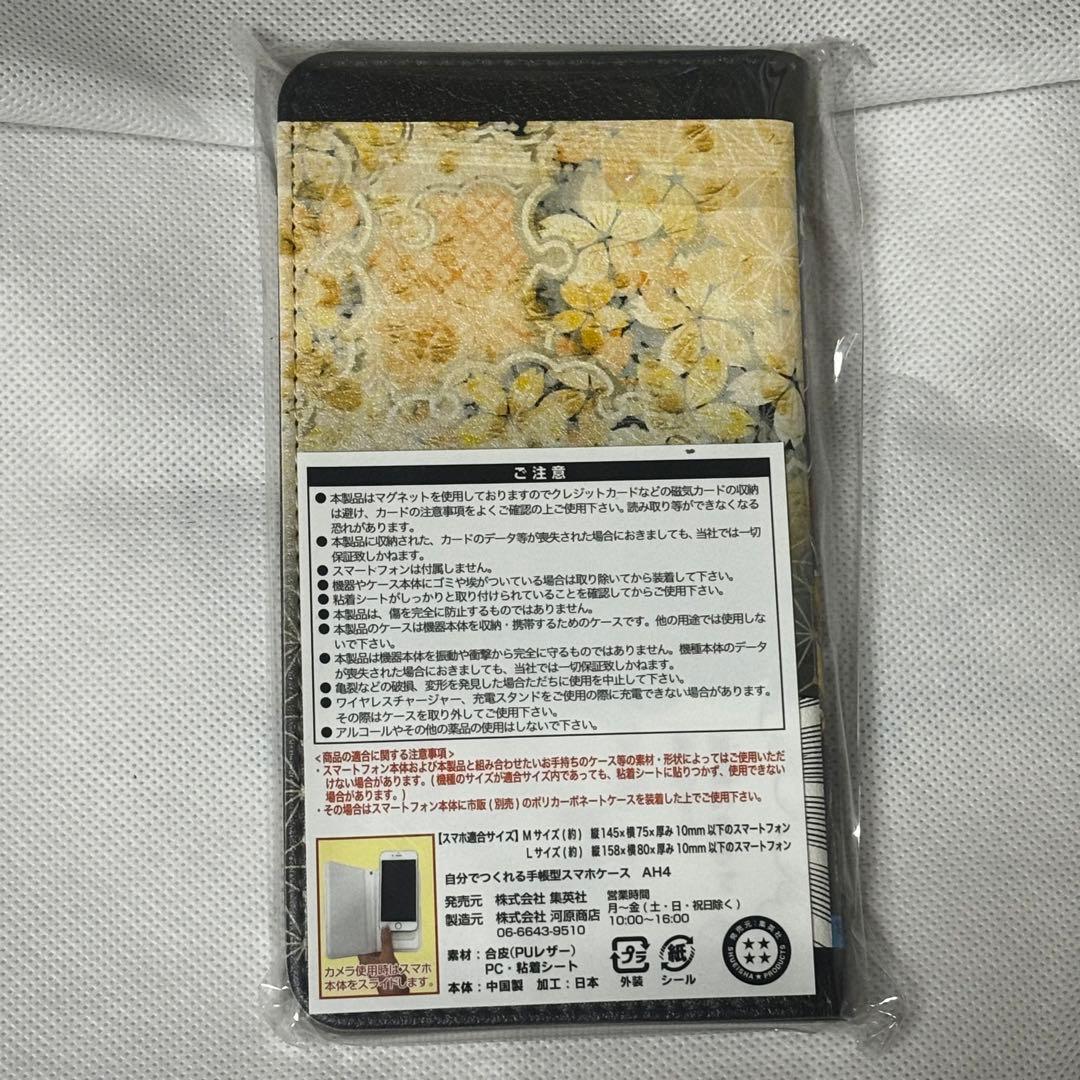 ご注意
● 本製品はマグネットを使用しておりますのでクレジットカードなどの磁気カードの収納
は避け、カードの注意事項をよくご確認の上ご使用下さい。読み取り等ができなくなる
恐れがあります。
● 本製品に収納された、カードのデータ等が喪失された場合におきましても、当社では一切
保証致しかねます。
● スマートフォンは付属しません。
● 機器やケース本体にゴミや埃がついている場合は取り除いてから装着して下さい。
● 粘着シートがしっかりと取り付けられていることを確認してからご使用下さい。
● 本製品は、傷を完全に防止するものではありません。
● 本製品のケースは機器本体を収納・携帯するためのケースです。他の用途では使用しな
いで下さい。
● 本製品は機器本体を振動や衝撃から完全に守るものではありません。機種本体のデータ
が喪失された場合におきましても、当社では一切保証致しかねます。
● 亀裂などの破損、変形を発見した場合ただちに使用を中止して下さい。
● ワイヤレスチャージャー、充電スタンドをご使用の際に充電できない場合があります。
その際はケースを取り外してご使用下さい。
● アルコールやその他の薬品の使用はしないで下さい。
<商品の適合に関する注意事項>
・スマートフォン本体および本製品と組み合わせたいお手持ちのケース等の素材・形状によってはご使用いただ
けない場合があります。(機種のサイズが適合サイズ内であっても、粘着シートに貼りつかず、使用できない
場合があります。)
・その場合はスマートフォン本体に市販(別売)のポリカーボネートケースを装着した上でご使用下さい。
【スマホ適合サイズ】Mサイズ(約) 縦145×横75×厚み10mm以下のスマートフォン
Lサイズ(約) 縦158×横80×厚み10mm以下のスマートフォン
自分でつくれる手帳型スマホケース AH4
発売元 株式会社 集英社
製造元 株式会社 河原商店
06-6643-9510
営業時間
月〜金(土・日・祝日除く)
10:00〜16:00
素材：合皮(PUレザー)
PC・粘着シート
本体：中国製 加工：日本
プラ
外装
紙
シール
発売元：集英社
SHUEISHA★PRODUCTS
カメラ使用時はスマホ
本体をスライドします。